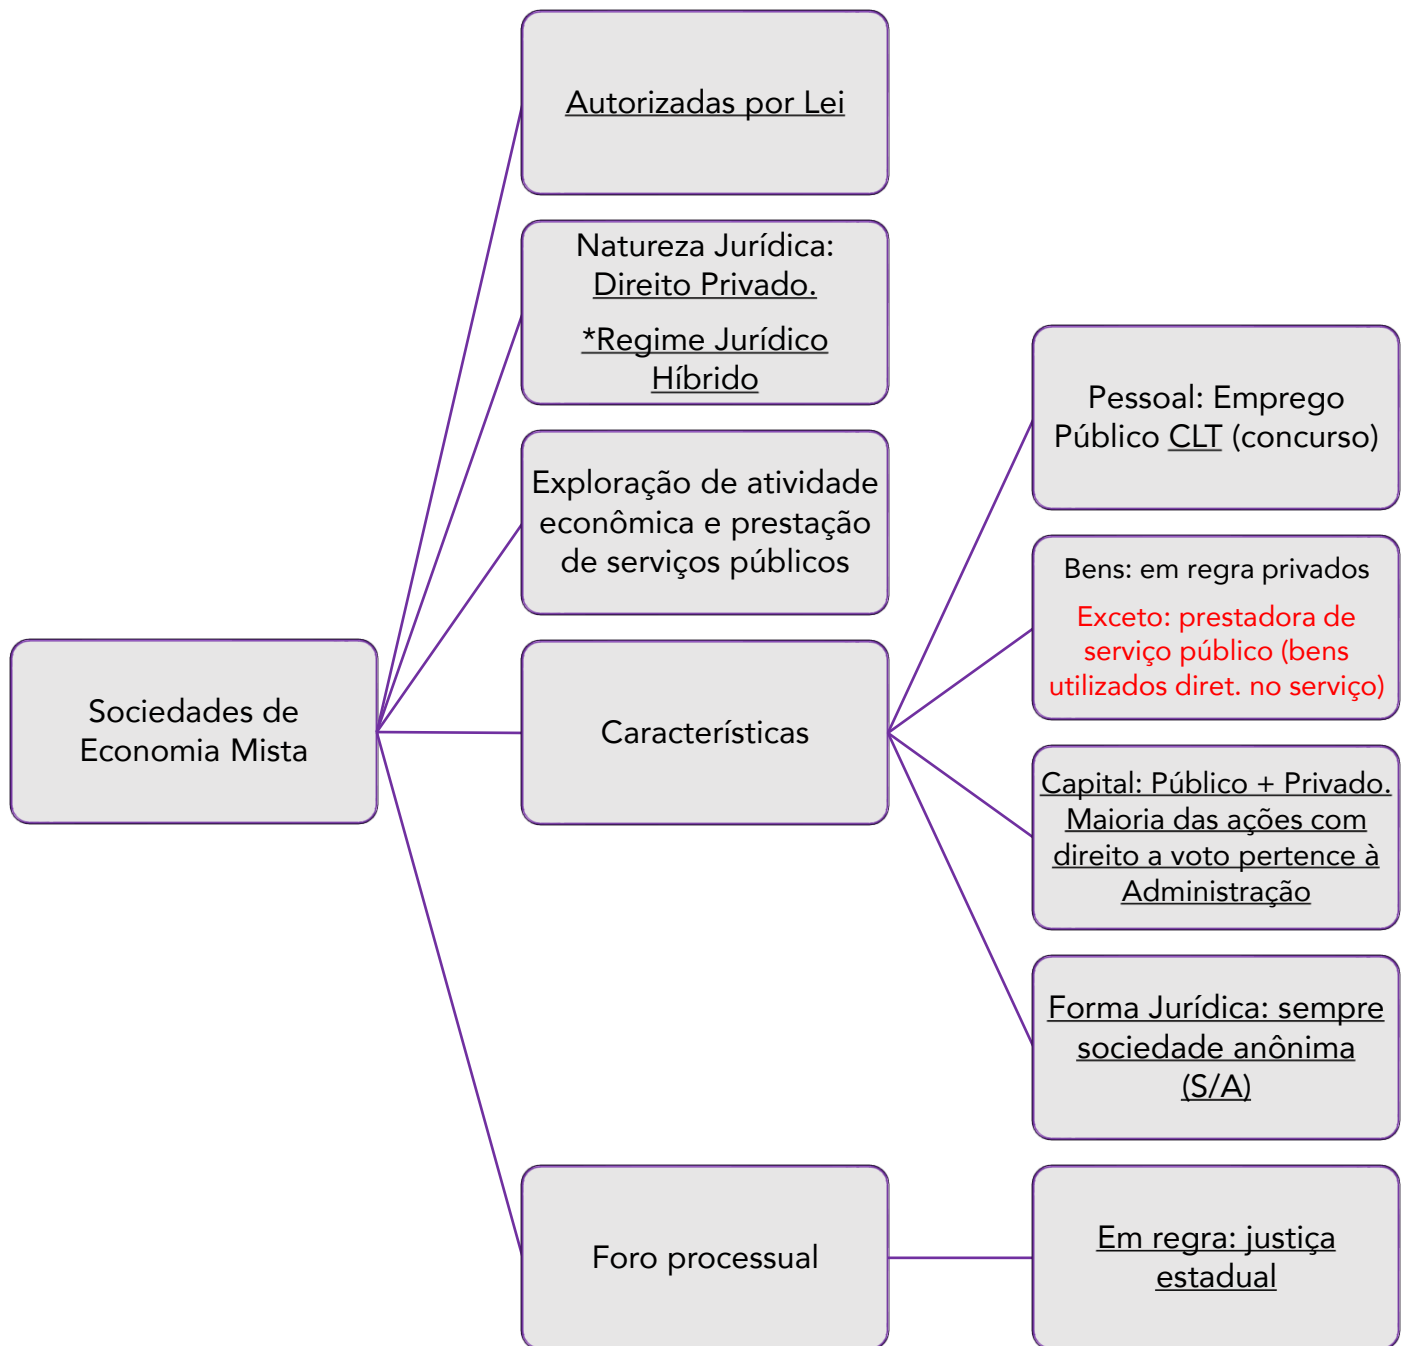 Sociedades de
Economia Mista
Autorizadas por Lei
Natureza Jurídica:
Direito Privado.
*Regime Jurídico
Híbrido
Exploração de atividade
econômica e prestação
de serviços públicos
Características
Pessoal: Emprego
Público CLT (concurso)
Bens: em regra privados
Exceto: prestadora de
serviço público (bens
utilizados diret. no serviço)
Capital: Público + Privado.
Maioria das ações com
direito a voto pertence à
Administração
Forma Jurídica: sempre
sociedade anônima
(S/A)
Foro processual
Em regra: justiça
estadual